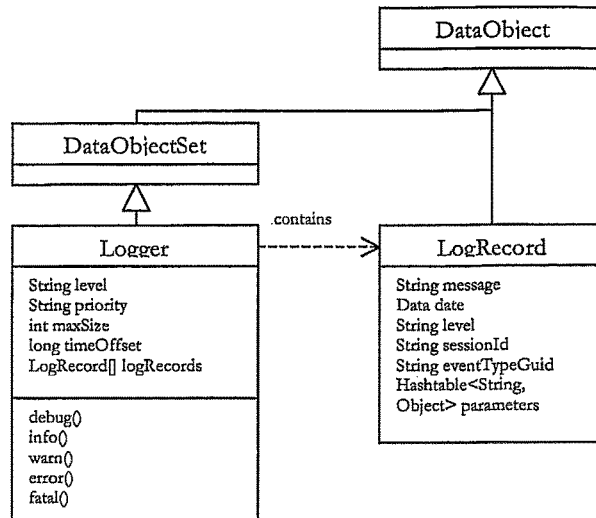 DataObject
DataObjectSet
.contains
Logger
String level
String priority
int maxSize
long timeOffset
LogRecord[] logRecords
debug()
info()
warn()
error()
fatal()
LogRecord
String message
Data date
String level
String sessionId
String eventTypeGuid
Hashtable<String,
Object> parameters